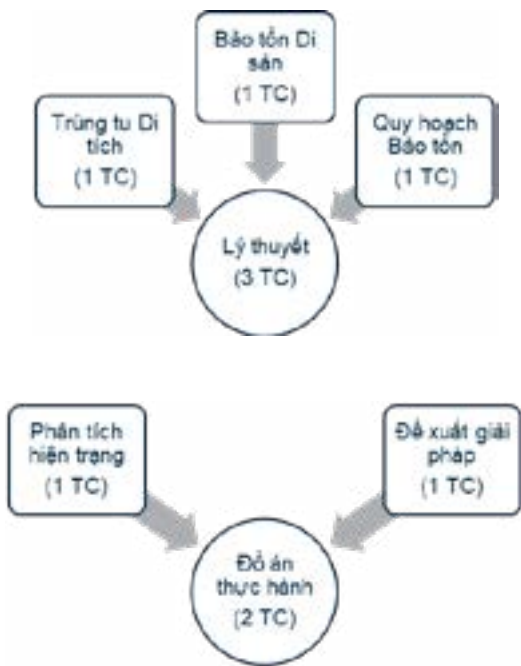 Bảo tồn Di
sản
(1 TC)
Trùng tu Di
tích
(1 TC)
Quy hoạch
Bảo tồn
(1 TC)
Lý thuyết
(3 TC)
Phân tích
hiện trạng
(1 TC)
Đề xuất giải
pháp
(1 TC)
Đồ án
thực hành
(2 TC)